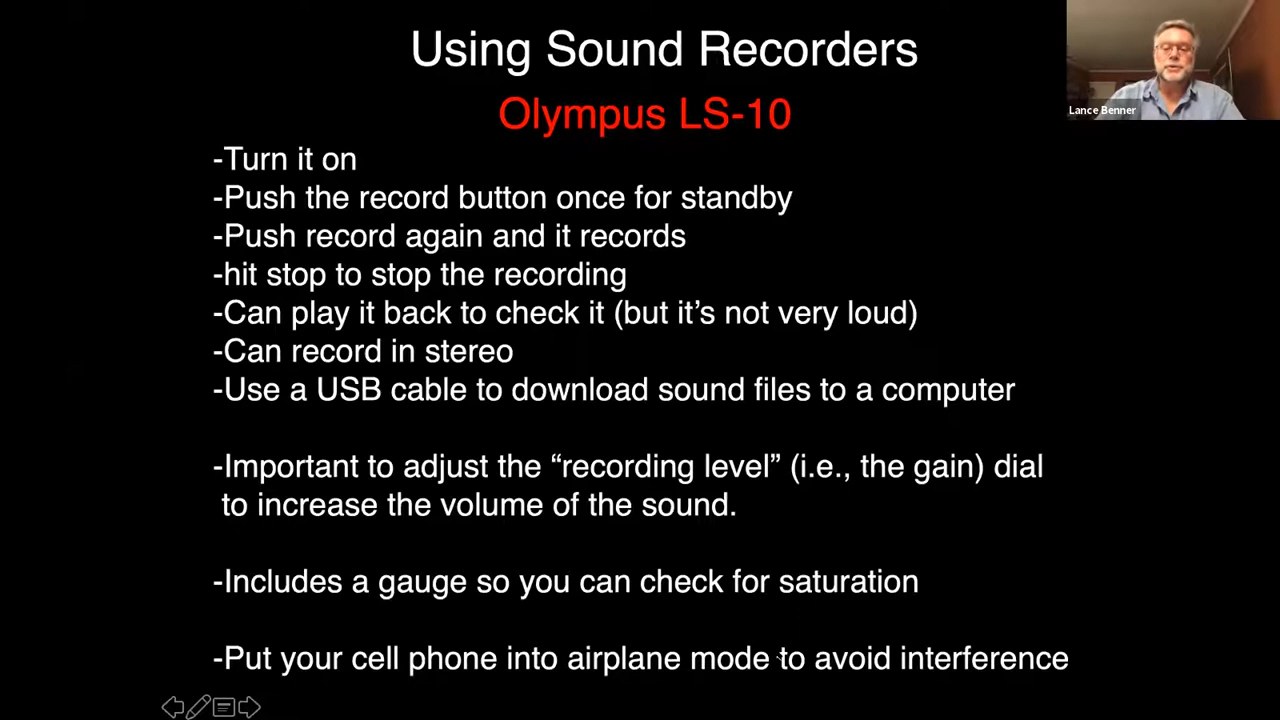 Using Sound Recorders
Olympus LS-10
-Turn it on
-Push the record button once for standby
-Push record again and it records
-hit stop to stop the recording
-Can play it back to check it (but it’s not very loud)
-Can record in stereo
-Use a USB cable to download sound files to a computer
-Important to adjust the “recording level” (i.e., the gain) dial
to increase the volume of the sound.
-Includes a gauge so you can check for saturation
-Put your cell phone into airplane mode to avoid interference
Lance Benner